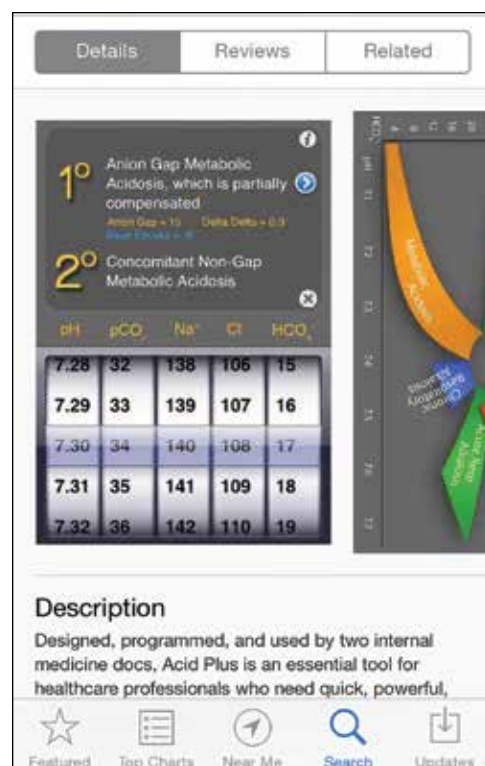 Details Reviews Related
1° Anion Gap Metabolic
Acidosis, which is partially
compensated
Anion Gap = 15 Delta Delta = 0.3
2° Concomitant Non-Gap
Metabolic Acidosis
pH pCO₂ Na⁺ Cl⁻ HCO₃⁻
7.28 32 138 106 15
7.29 33 139 107 16
7.30 34 140 108 17
7.31 35 141 109 18
7.32 36 142 110 19
Metabolic
Acidosis
Chronic
Respiratory
Alkalosis
Description
Designed, programmed, and used by two internal
medicine docs, Acid Plus is an essential tool for
healthcare professionals who need quick, powerful,
Featured Top Charts Near Me Search Updates